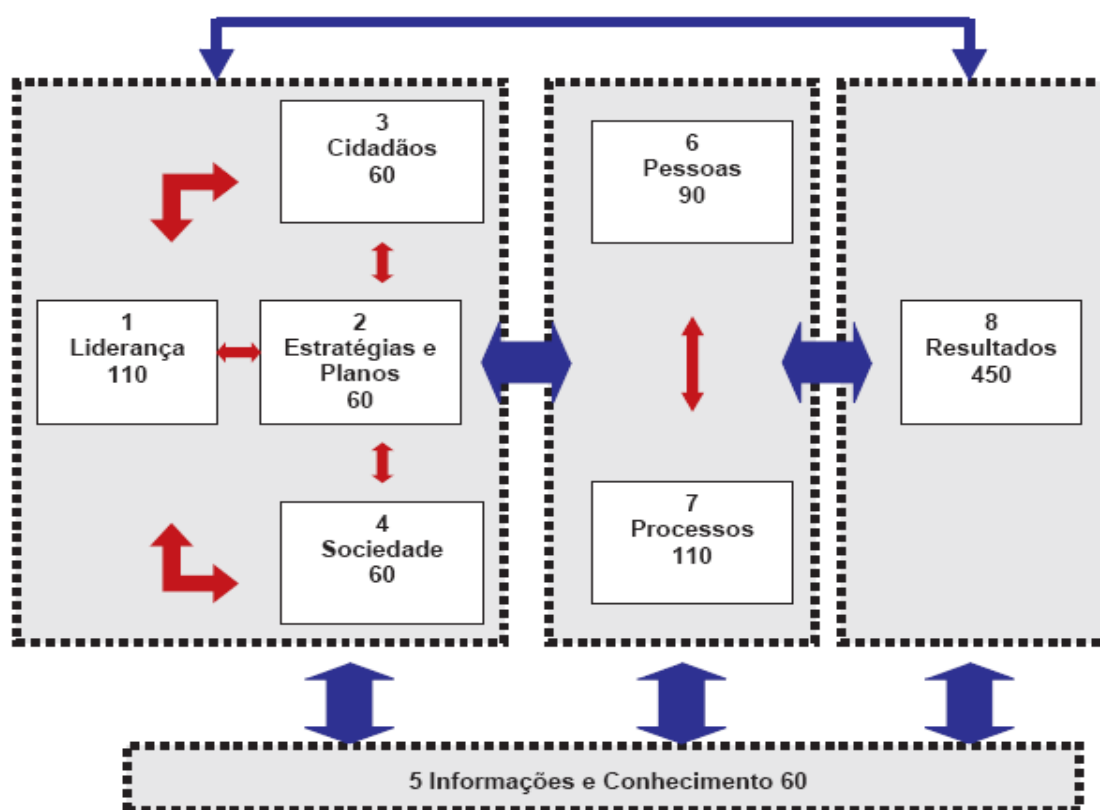 3
Cidadãos
60
6
Pessoas
90
1
Liderança
110
2
Estratégias e
Planos
60
8
Resultados
450
4
Sociedade
60
7
Processos
110
5 Informações e Conhecimento 60